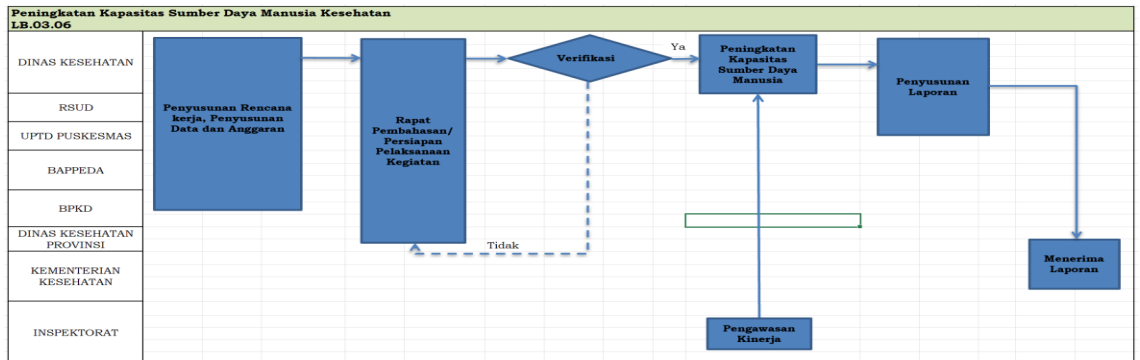 Peningkatan Kapasitas Sumber Daya Manusia Kesehatan
LB.03.06
DINAS KESEHATAN
RSUD
UPTD PUSKESMAS
BAPPEDA
BPKD
DINAS KESEHATAN
PROVINSI
KEMENTERIAN
KESEHATAN
INSPEKTORAT
Penyusunan Rencana
kerja, Penyusunan
Data dan Anggaran
Rapat
Pembahasan/
Persiapan
Pelaksanaan
Kegiatan
Verifikasi
Ya
Tidak
Peningkatan
Kapasitas
Sumber Daya
Manusia
Penyusunan
Laporan
Menerima
Laporan
Pengawasan
Kinerja